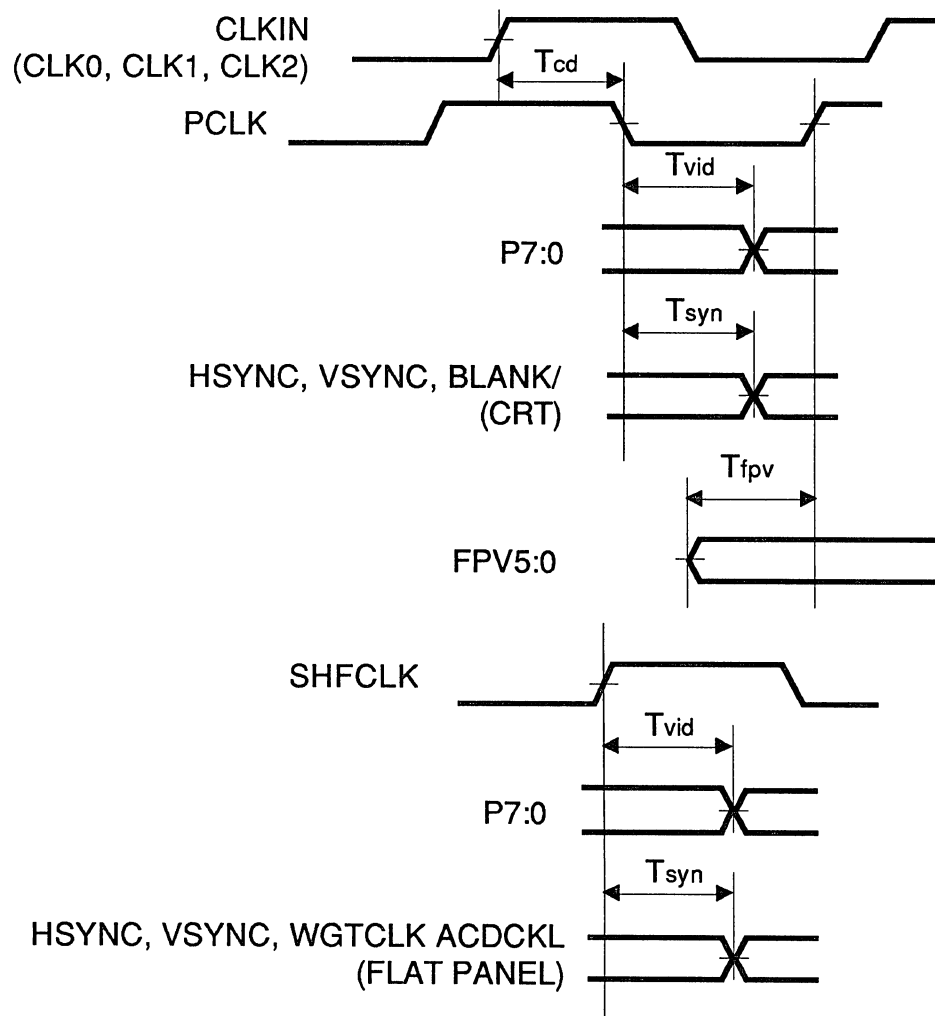 CLKIN
(CLK0, CLK1, CLK2)
Tcd
PCLK
Tvid
P7:0
Tsyn
HSYNC, VSYNC, BLANK/
(CRT)
Tfpv
FPV5:0
SHFCLK
Tvid
P7:0
Tsyn
HSYNC, VSYNC, WGTCLK ACDCKL
(FLAT PANEL)